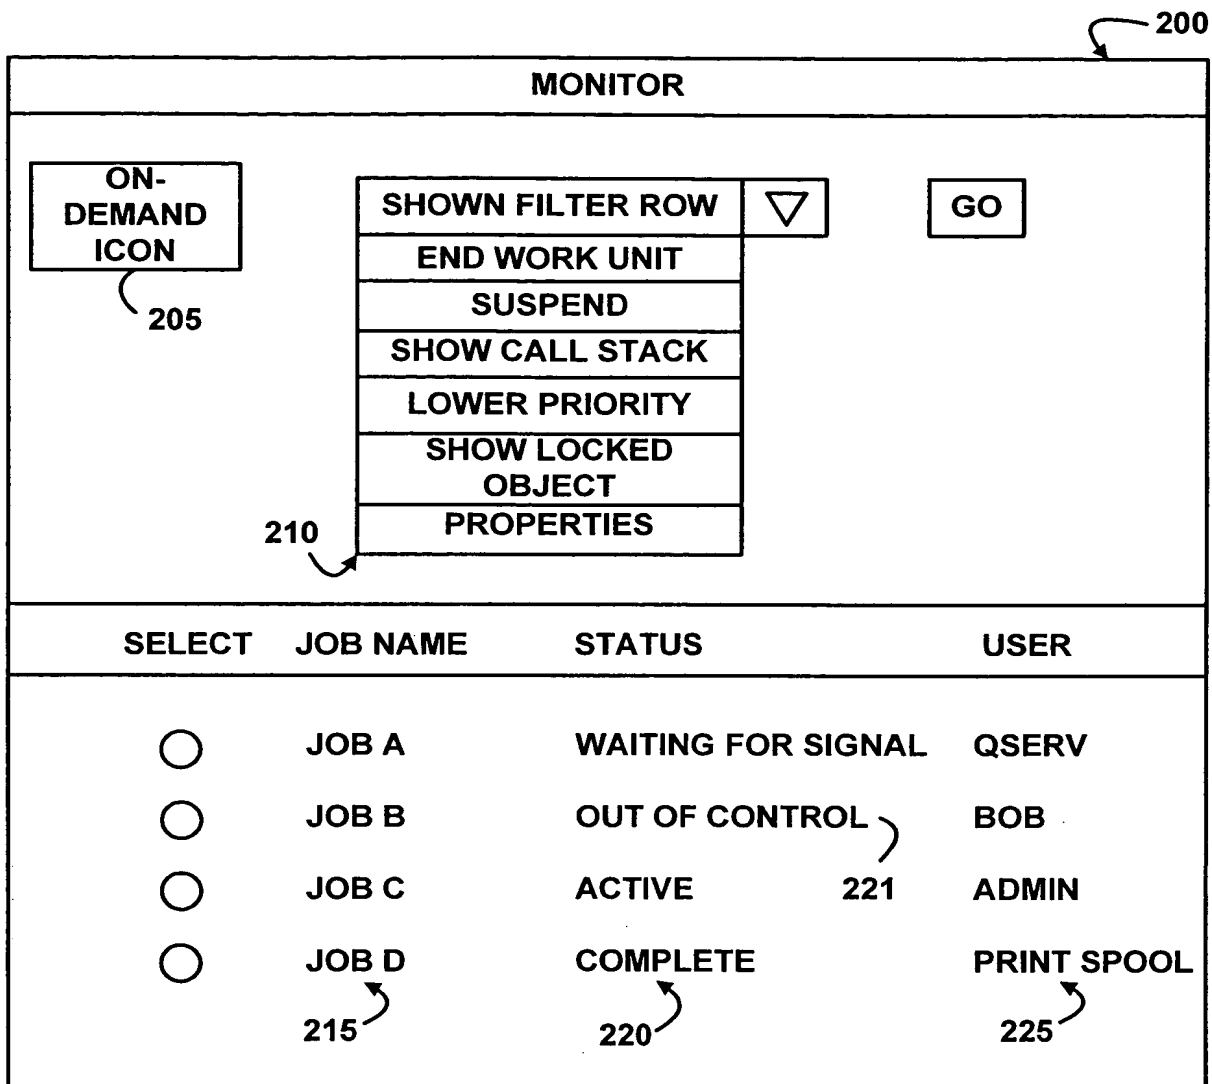 200
MONITOR
ON-
DEMAND
ICON
205
SHOWN FILTER ROW
GO
END WORK UNIT
SUSPEND
SHOW CALL STACK
LOWER PRIORITY
SHOW LOCKED
OBJECT
PROPERTIES
210
SELECT JOB NAME STATUS USER
JOB A WAITING FOR SIGNAL QSERV
JOB B OUT OF CONTROL BOB
221
JOB C ACTIVE ADMIN
JOB D COMPLETE PRINT SPOOL
215 220 225